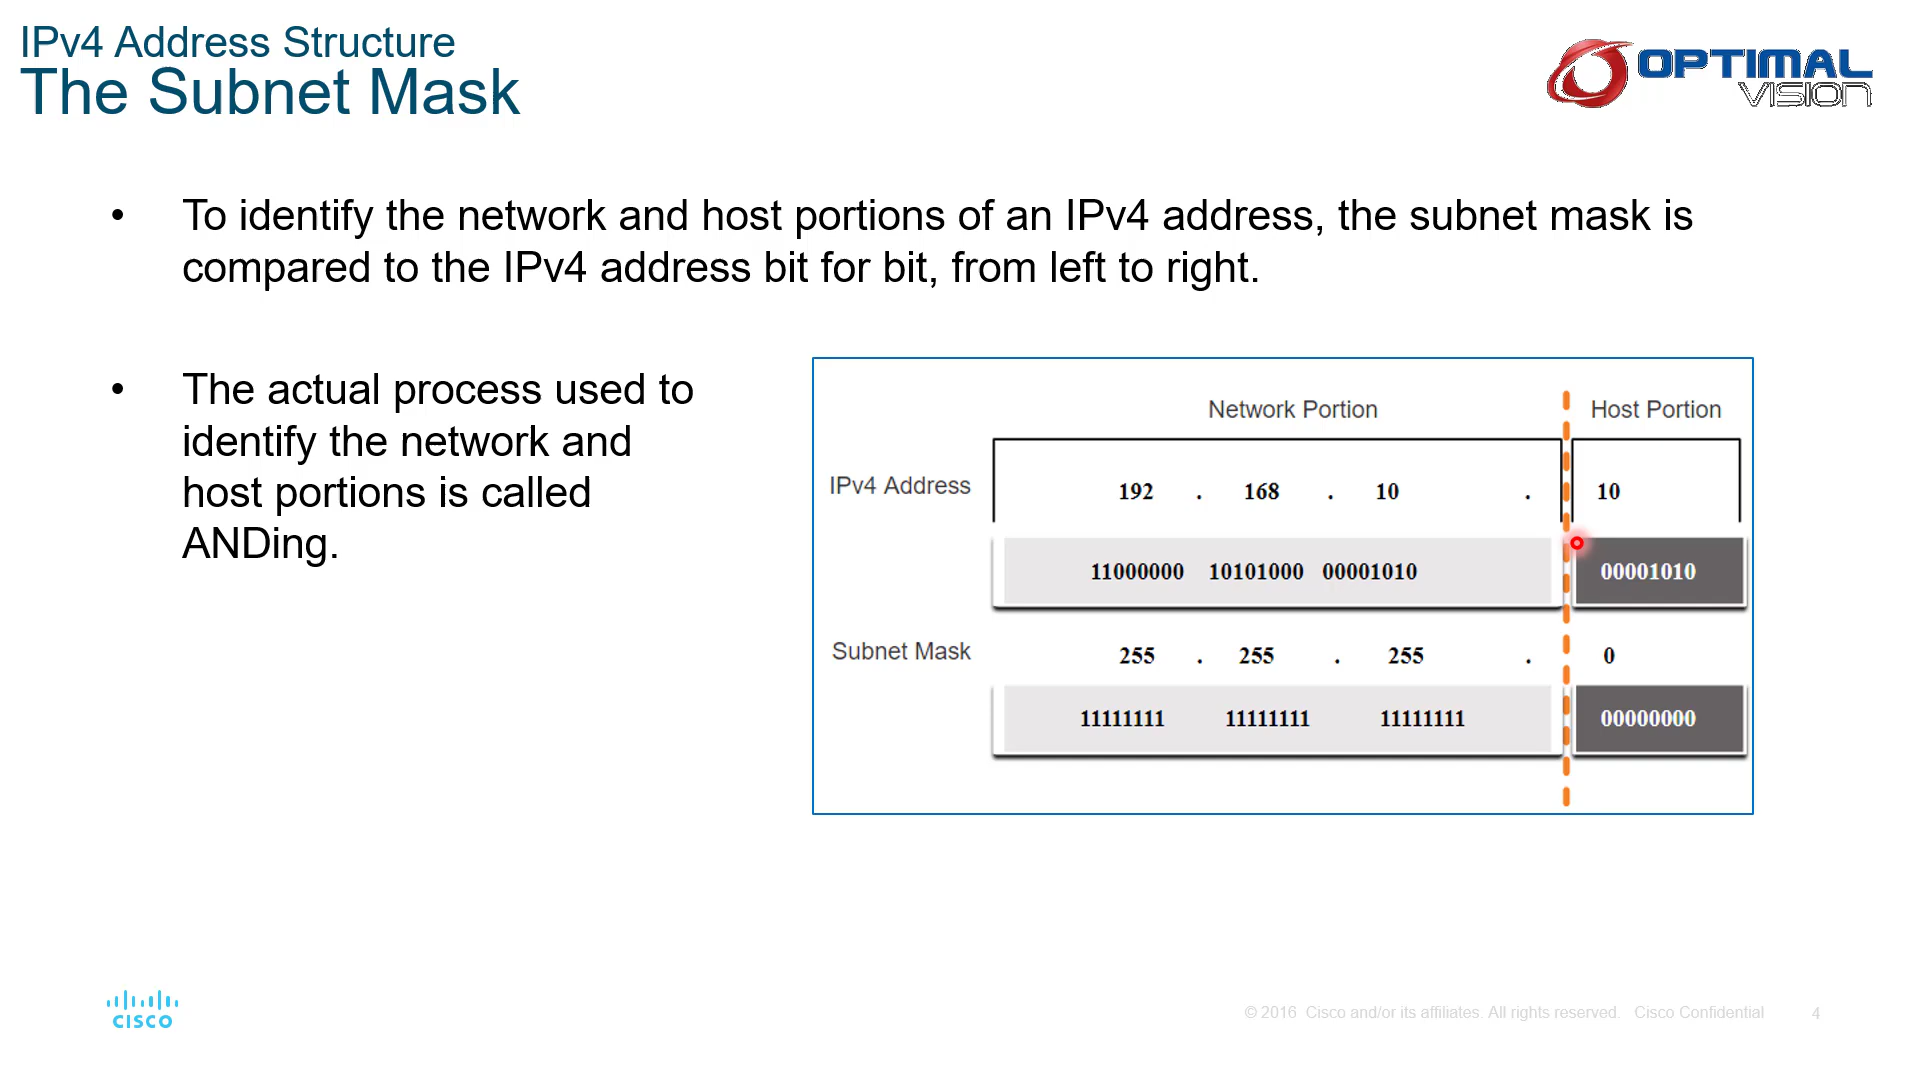 IPv4 Address Structure
The Subnet Mask
OPTIMAL
VISION
• To identify the network and host portions of an IPv4 address, the subnet mask is
compared to the IPv4 address bit for bit, from left to right.
• The actual process used to
identify the network and
host portions is called
ANDing.
Network Portion Host Portion
IPv4 Address 192 . 168 . 10 . 10
11000000 10101000 00001010 00001010
Subnet Mask 255 . 255 . 255 . 0
11111111 11111111 11111111 00000000
CISCO
© 2016 Cisco and/or its affiliates. All rights reserved. Cisco Confidential 4